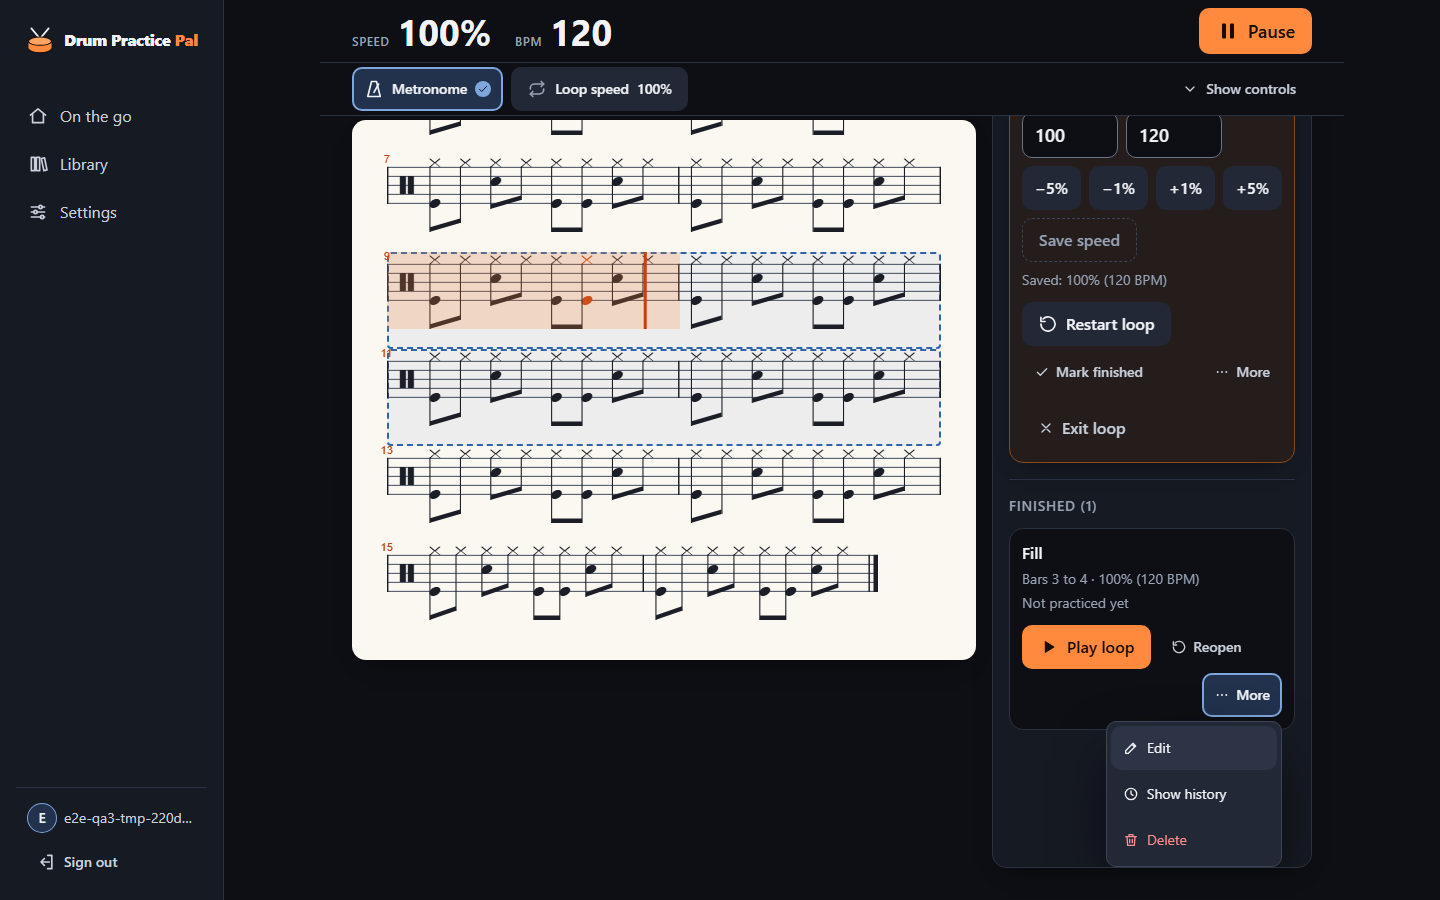 Drum Practice Pal
On the go
Library
Settings
E
e2e-qa3-tmp-220d...
Sign out
SPEED 100% BPM 120
Pause
Metronome
Loop speed 100%
Show controls
7
9
11
13
15
100
120
−5%
−1%
+1%
+5%
Save speed
Saved: 100% (120 BPM)
Restart loop
Mark finished
··· More
Exit loop
FINISHED (1)
Fill
Bars 3 to 4 · 100% (120 BPM)
Not practiced yet
Play loop
Reopen
··· More
Edit
Show history
Delete